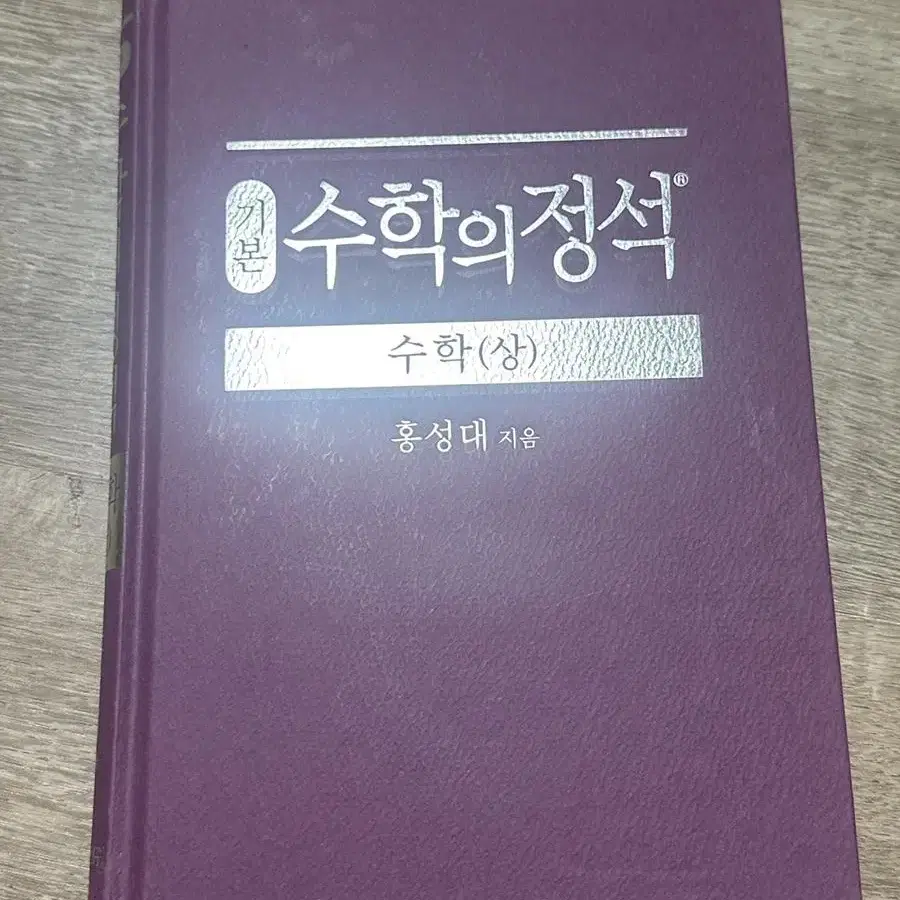 기본 수학의 정석®
수학(상)
홍성대 지음